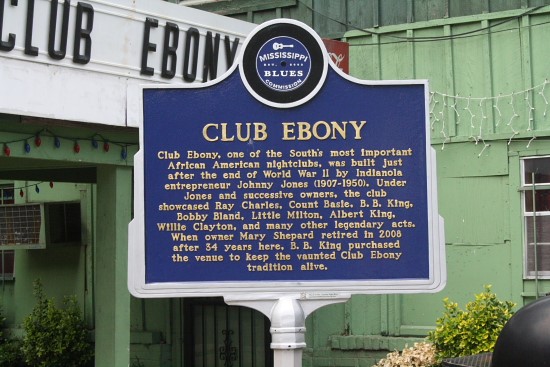 CLUB EBONY
MISSISSIPPI
BLUES
COMMISSION
CLUB EBONY
Club Ebony, one of the South's most important
African American nightclubs, was built just
after the end of World War II by Indianola
entrepreneur Johnny Jones (1907-1950). Under
Jones and successive owners, the club
showcased Ray Charles, Count Basie, B. B. King,
Bobby Bland, Little Milton, Albert King,
Willie Clayton, and many other legendary acts.
When owner Mary Shepard retired in 2008
after 34 years here, B. B. King purchased
the venue to keep the vaunted Club Ebony
tradition alive.